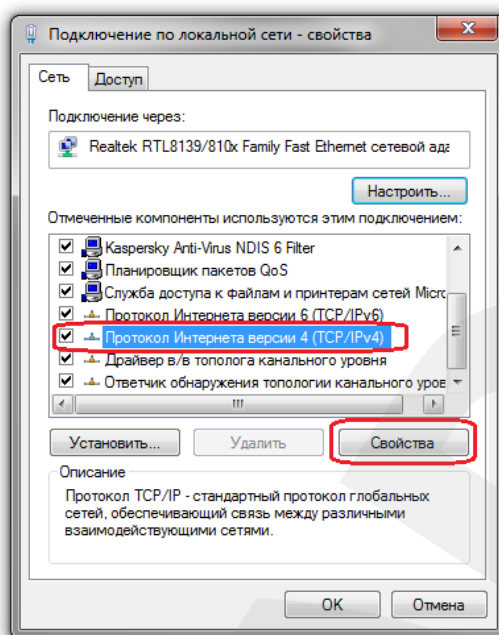 Подключение по локальной сети - свойства
Сеть Доступ
Подключение через:
Realtek RTL8139/810x Family Fast Ethernet сетевой ада
Настроить...
Отмеченные компоненты используются этим подключением:
Kaspersky Anti-Virus NDIS 6 Filter
Планировщик пакетов QoS
Служба доступа к файлам и принтерам сетей Micro
Протокол Интернета версии 6 (TCP/IPv6)
Протокол Интернета версии 4 (TCP/IPv4)
Драйвер в/в тополога канального уровня
Ответчик обнаружения топологии канального уров
Установить... Удалить Свойства
Описание
Протокол TCP/IP - стандартный протокол глобальных
сетей, обеспечивающий связь между различными
взаимодействующими сетями.
OK Отмена